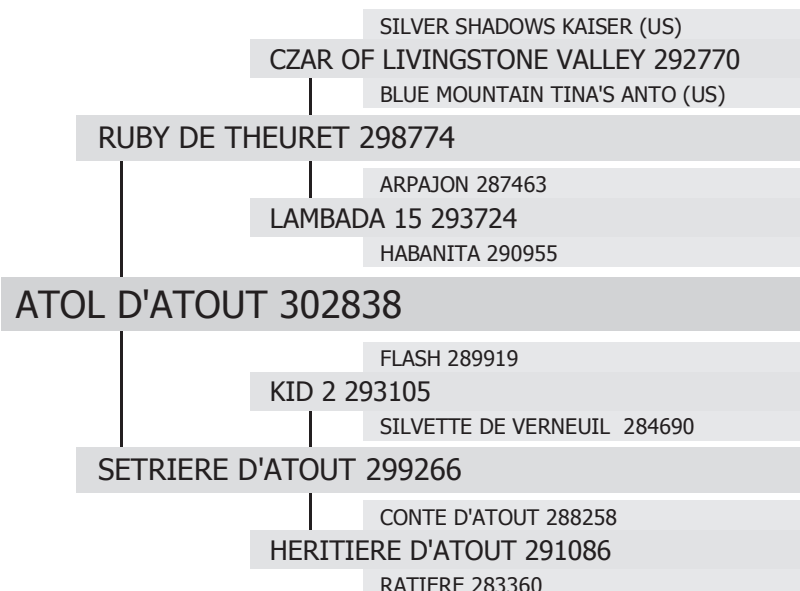 SILVER SHADOWS KAISER (US)
CZAR OF LIVINGSTONE VALLEY 292770
BLUE MOUNTAIN TINA'S ANTO (US)
RUBY DE THEURET 298774
ARPAJON 287463
LAMBADA 15 293724
HABANITA 290955
ATOL D'ATOUT 302838
FLASH 289919
KID 2 293105
SILVETTE DE VERNEUIL 284690
SETRIERE D'ATOUT 299266
CONTE D'ATOUT 288258
HERITIERE D'ATOUT 291086
RATIERE 283360